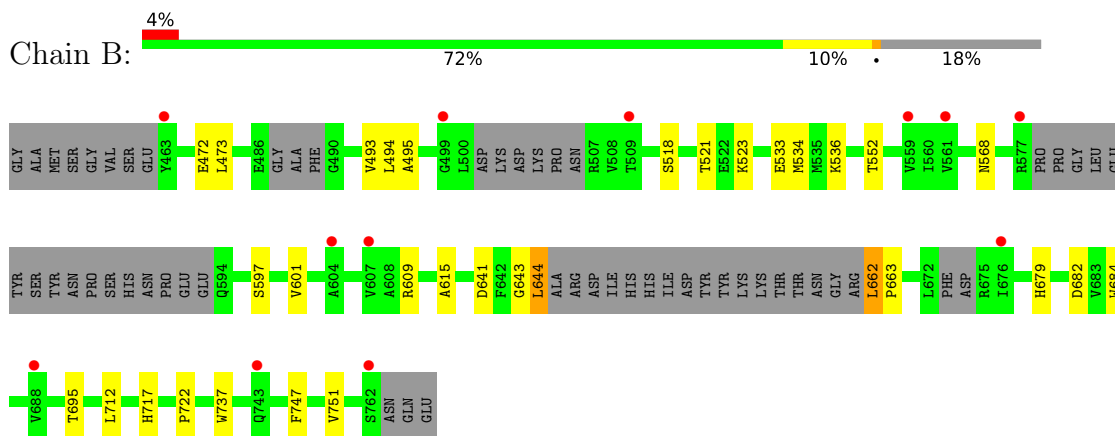 4%
Chain B:
72% 10% • 18%
GLY ALA MET SER GLY VAL SER GLU Y463 E472 L473 E486 GLY ALA PHE G490 V493 L494 A495 G499 L500 ASP LYS ASP LYS PRO ASN R507 V508 T509 S518 T521 E522 K523 E533 M534 M535 K536 T552 V559 I560 V561 N568 R577 PRO PRO GLY LEU GLU
TYR SER TYR ASN PRO SER HIS ASN PRO GLU GLU Q594 S597 V601 A604 V607 A608 R609 A615 D641 F642 G643 L644 ALA ARG ASP ILE HIS HIS ILE ASP TYR TYR LYS LYS THR THR ASN GLY ARG L662 P663 L672 PHE ASP R675 I676 H679 D682 V683 W684
V688 T695 L712 H717 P722 W737 Q743 F747 V751 S762 ASN GLN GLU